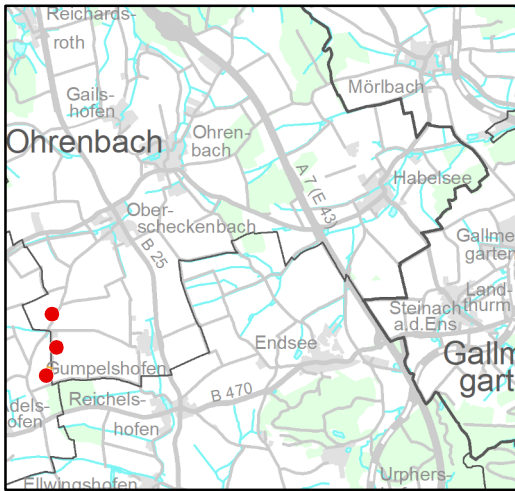 Reichards-
roth
Gails-
hofen
Mörlbach
Ohrenbach
Ohren-
bach
A 7 (E 43)
Habelsee
Ober-
scheckenbach
B 25
Gallme
garten
Land-
thurm
Steinach
a.d.Ens
Endsee
Gallm
gart
Gumpelshofen
B 470
Adels-
ofen
Reichels-
hofen
Ellwingshofen
Urphers-